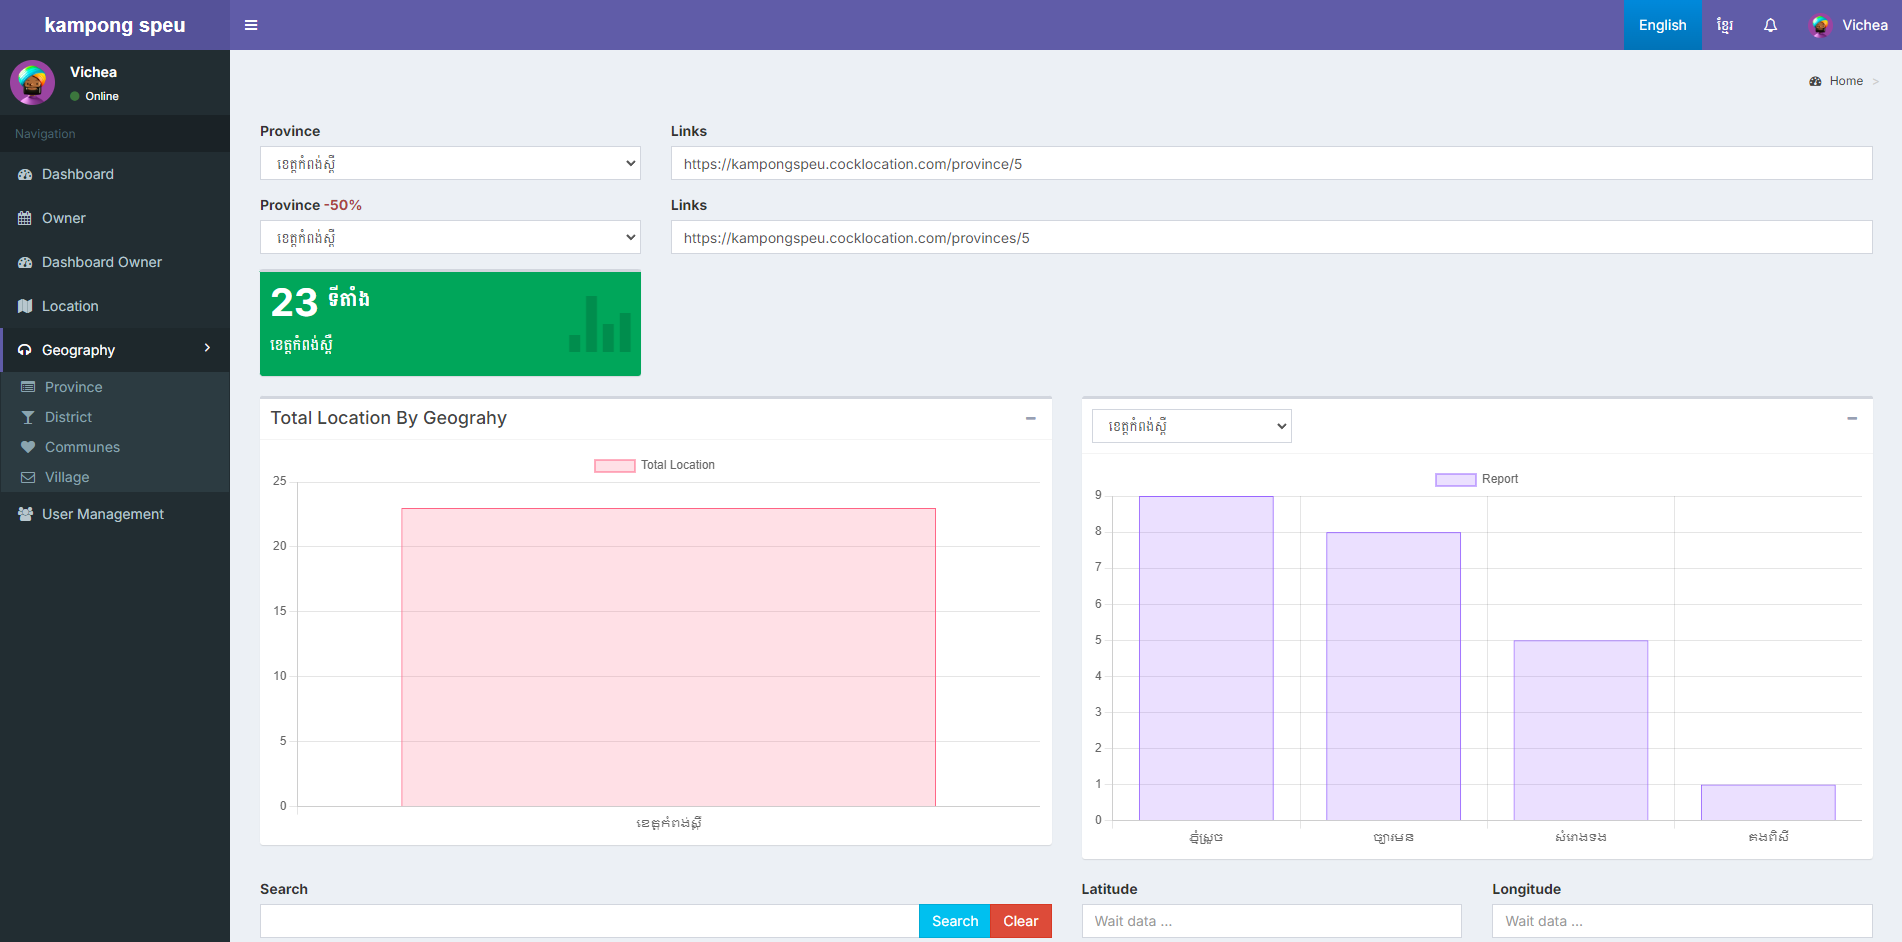 kampong speu
English
ខ្មែរ
Vichea
Vichea
Online
Navigation
Dashboard
Owner
Dashboard Owner
Location
Geography
Province
District
Communes
Village
User Management
Home >
Province
Links
ខេត្តកំពង់ស្ពឺ
https://kampongspeu.cocklocation.com/province/5
Province -50%
Links
ខេត្តកំពង់ស្ពឺ
https://kampongspeu.cocklocation.com/provinces/5
23 ទីតាំង
ខេត្តកំពង់ស្ពឺ
Total Location By Geograhy
Total Location
25
20
15
10
5
0
ខេត្តកំពង់ស្ពឺ
ខេត្តកំពង់ស្ពឺ
Report
9
8
7
6
5
4
3
2
1
0
ភ្នំស្រួច
ច្បារមន
សំរោងទង
គងពិសី
Search
Search
Clear
Latitude
Wait data ...
Longitude
Wait data ...